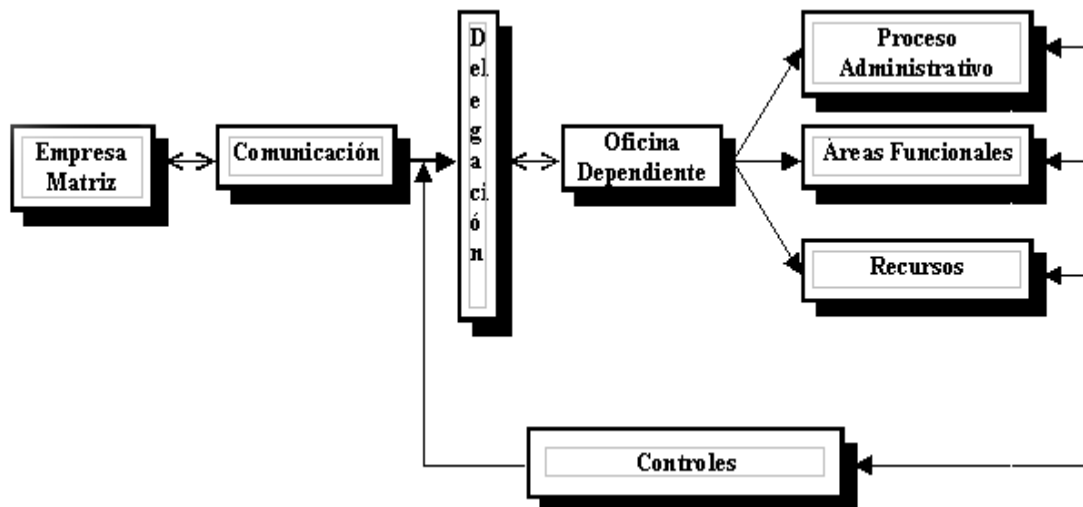 Empresa
Matriz
Comunicación
D
el
e
g
a
ci
ó
n
Oficina
Dependiente
Proceso
Administrativo
Áreas Funcionales
Recursos
Controles